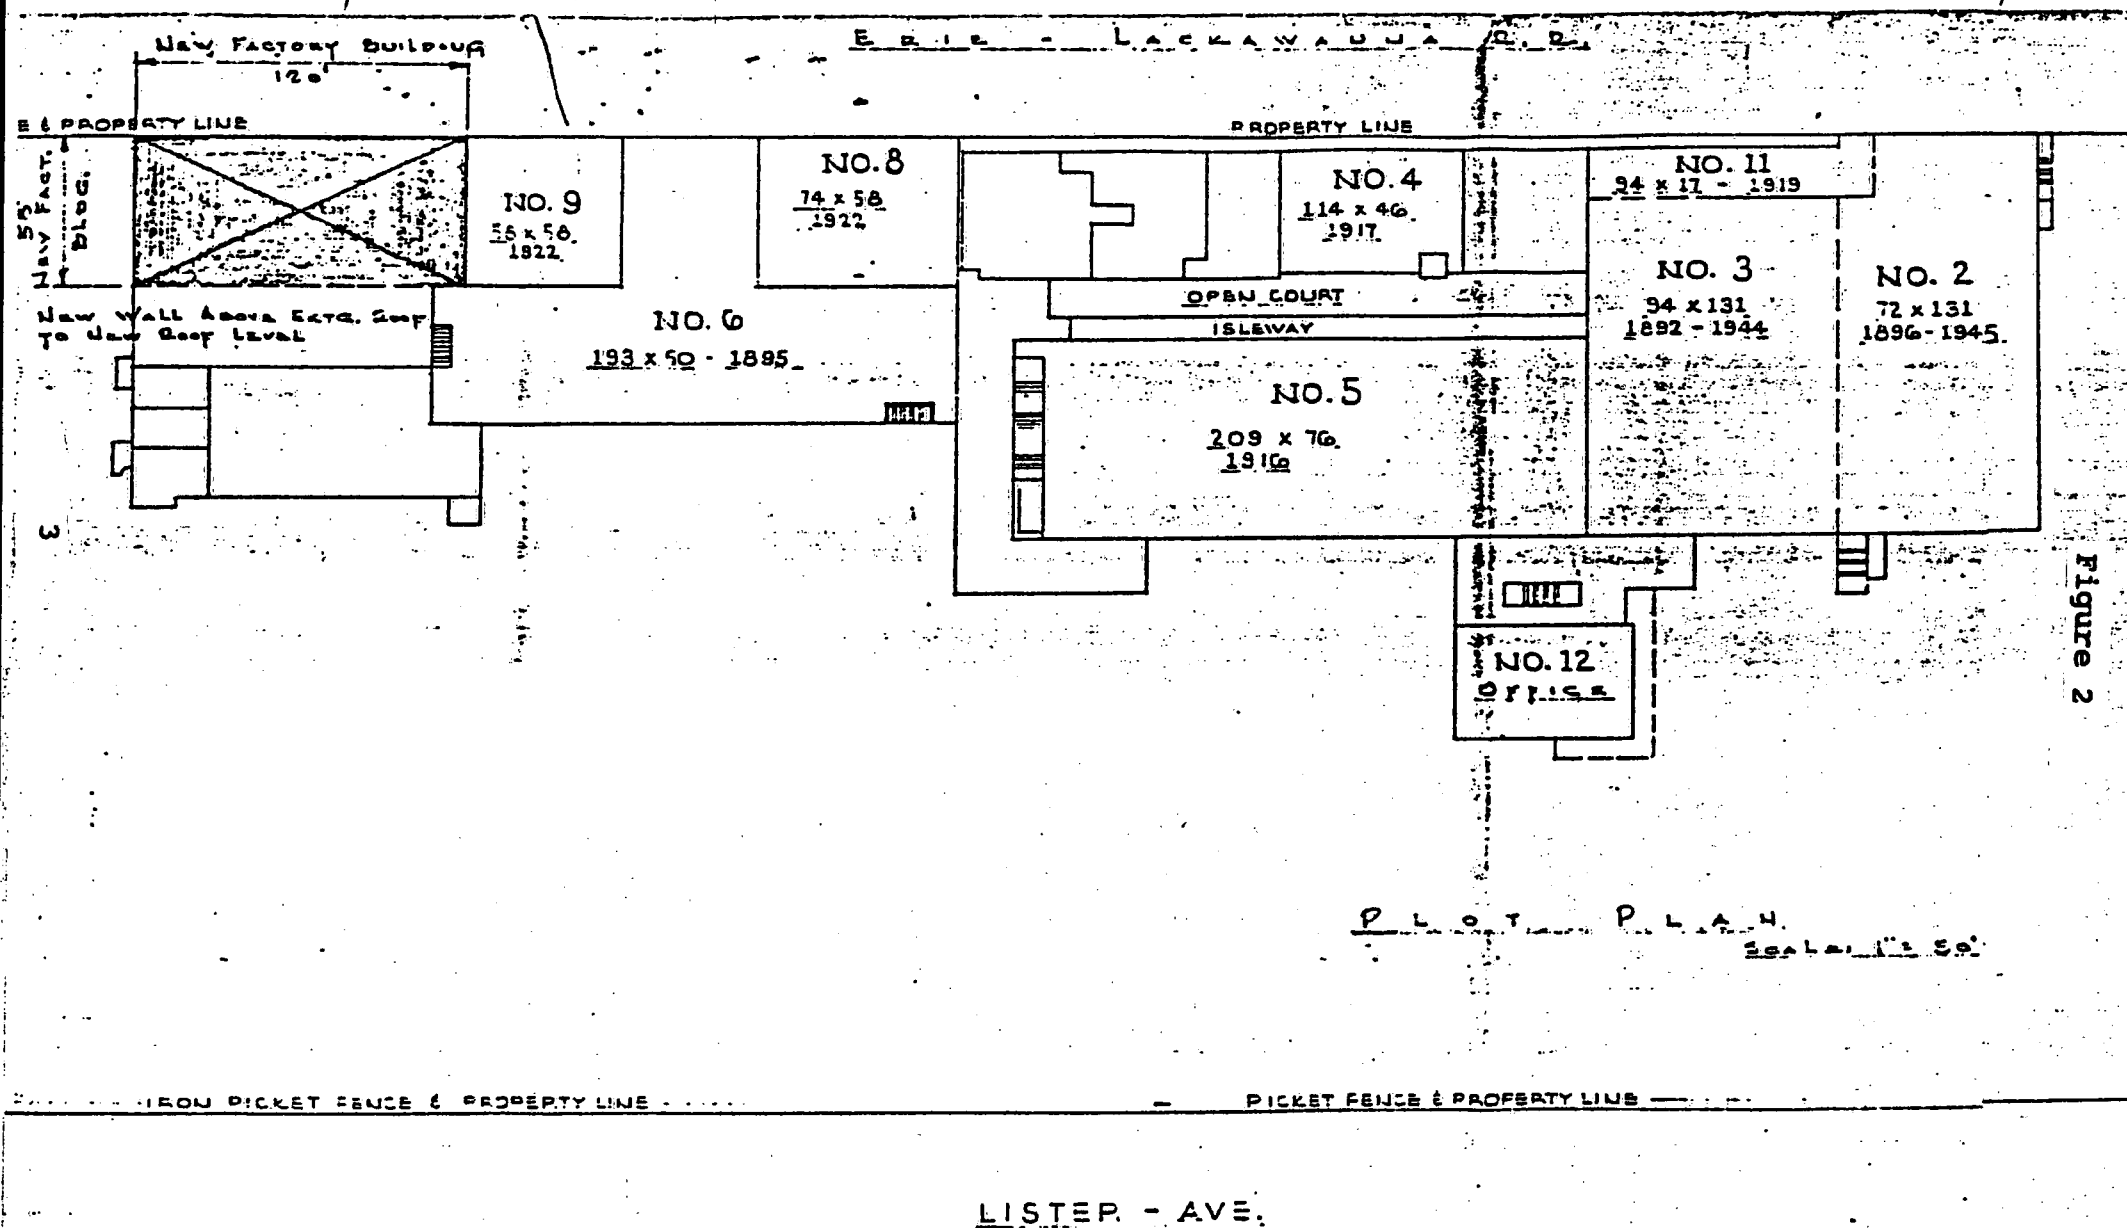 NEW FACTORY BUILDING
120'
ERIE - LACKAWANNA R.R.
E & PROPERTY LINE
PROPERTY LINE
55'
NEW FACT.
BLDG.
NO. 9
58 x 58
1922
NO. 8
74 x 58
1922
NO. 4
114 x 46
1917
NO. 11
94 x 17 - 1919
NO. 3
94 x 131
1892 - 1944
NO. 2
72 x 131
1896 - 1945
OPEN COURT
ISLEWAY
NEW WALL ABOVE EXTG. ROOF
TO NEW ROOF LEVEL
NO. 6
193 x 50 - 1895
NO. 5
209 x 76
1916
3
Figure 2
NO. 12
OFFICE
PLOT PLAN
SCALE: 1" = 50'
IRON PICKET FENCE & PROPERTY LINE
PICKET FENCE & PROPERTY LINE
LISTER - AVE.